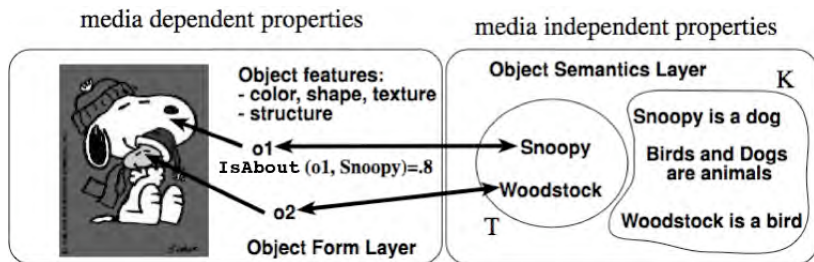 media dependent properties
media independent properties
Object features:
- color, shape, texture
- structure
o1
IsAbout (o1, Snoopy)=.8
o2
Object Form Layer
Object Semantics Layer
K
Snoopy
Woodstock
T
Snoopy is a dog
Birds and Dogs
are animals
Woodstock is a bird